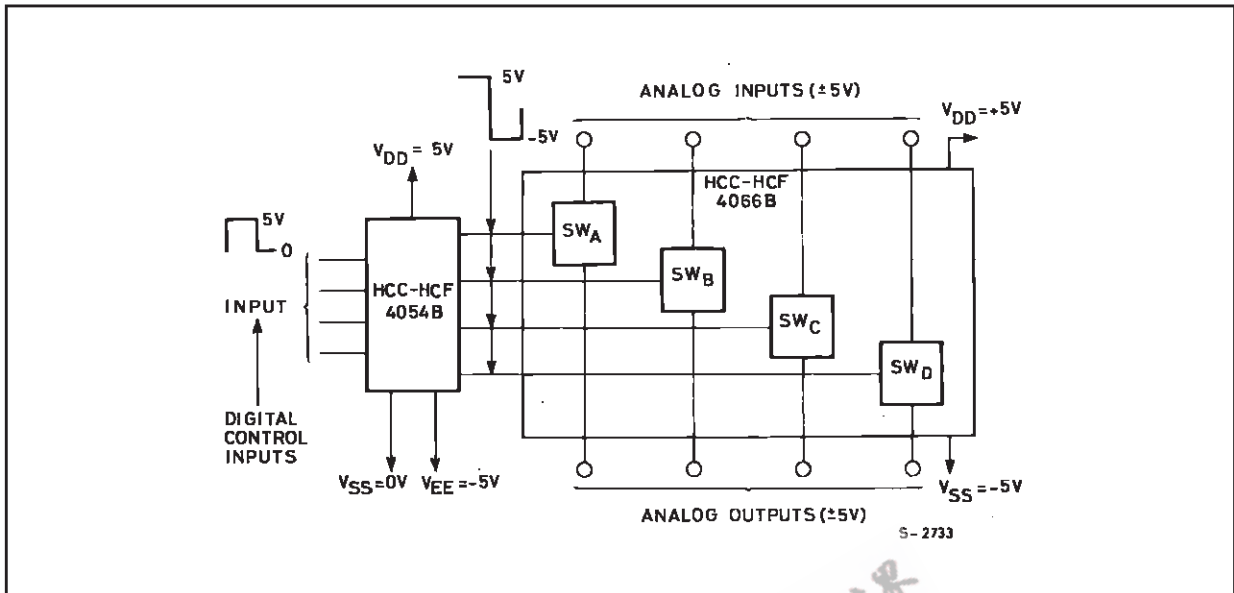 5V
-5V
ANALOG INPUTS (±5V)
VDD=+5V
VDD= 5V
HCC-HCF
4066B
5V
0
SWA
HCC-HCF
4054B
SWB
INPUT
SWC
SWD
DIGITAL
CONTROL
INPUTS
VSS=0V VEE=-5V
VSS=-5V
ANALOG OUTPUTS (±5V)
S-2733